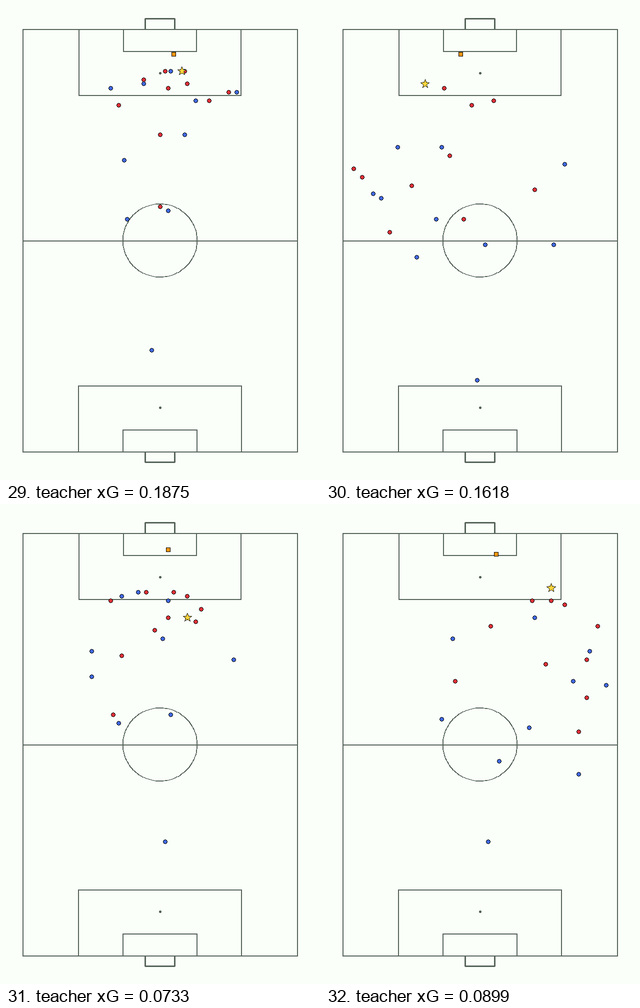 29. teacher xG = 0.1875
30. teacher xG = 0.1618
31. teacher xG = 0.0733
32. teacher xG = 0.0899